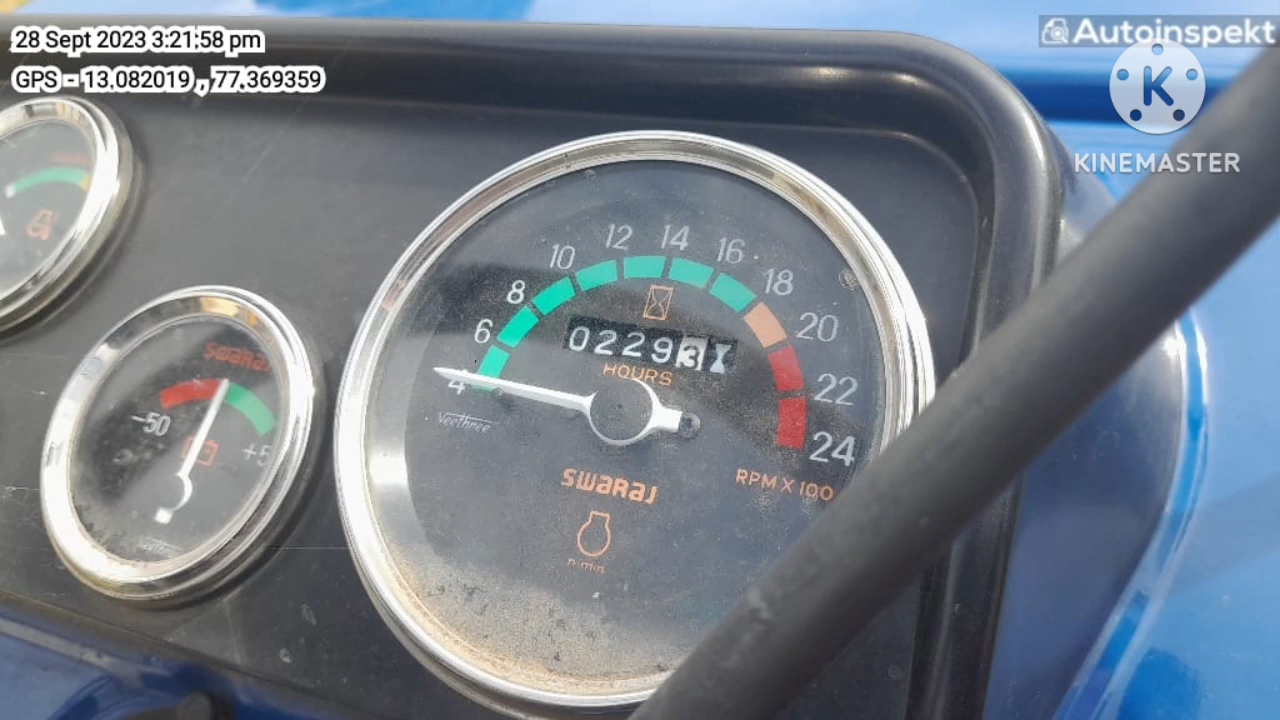 28 Sept 2023 3:21:58 pm
GPS - 13.082019 , 77.369359
Autoinspekt
K
KINEMASTER
4 6 8 10 12 14 16 18 20 22 24
02293
HOURS
Veethree
SWARAJ
RPM X 100
n·min
SWARAJ
-50
+5